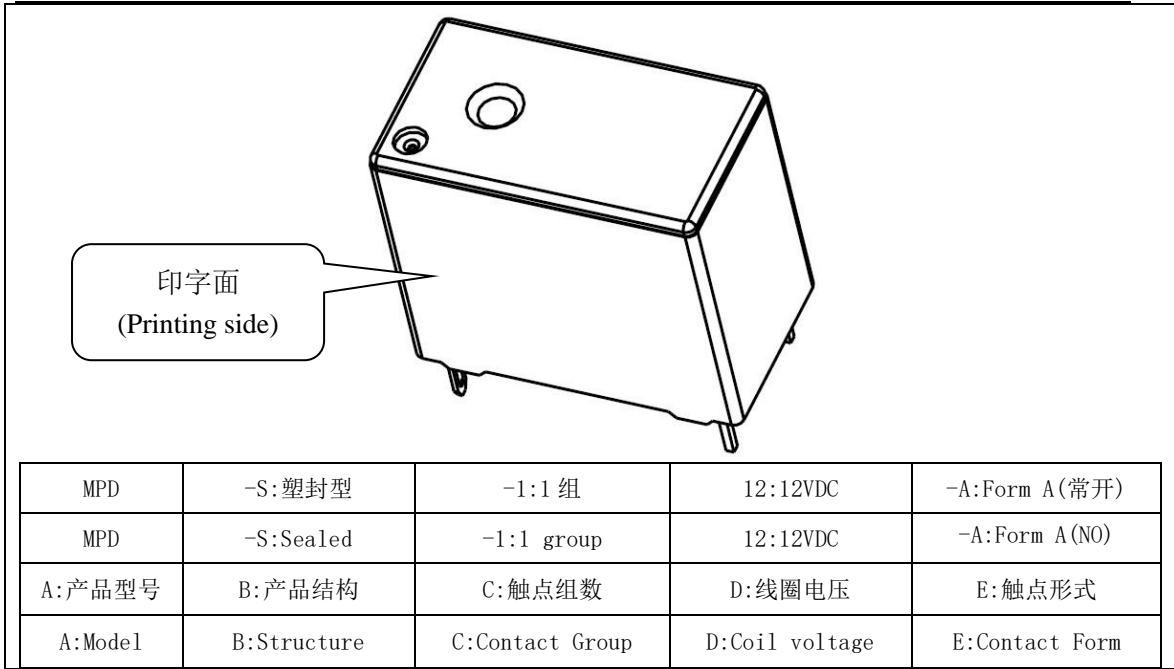 印字面
(Printing side)
MPD -S:塑封型 -1:1 组 12:12VDC -A:Form A(常开)
MPD -S:Sealed -1:1 group 12:12VDC -A:Form A(NO)
A:产品型号 B:产品结构 C:触点组数 D:线圈电压 E:触点形式
A:Model B:Structure C:Contact Group D:Coil voltage E:Contact Form